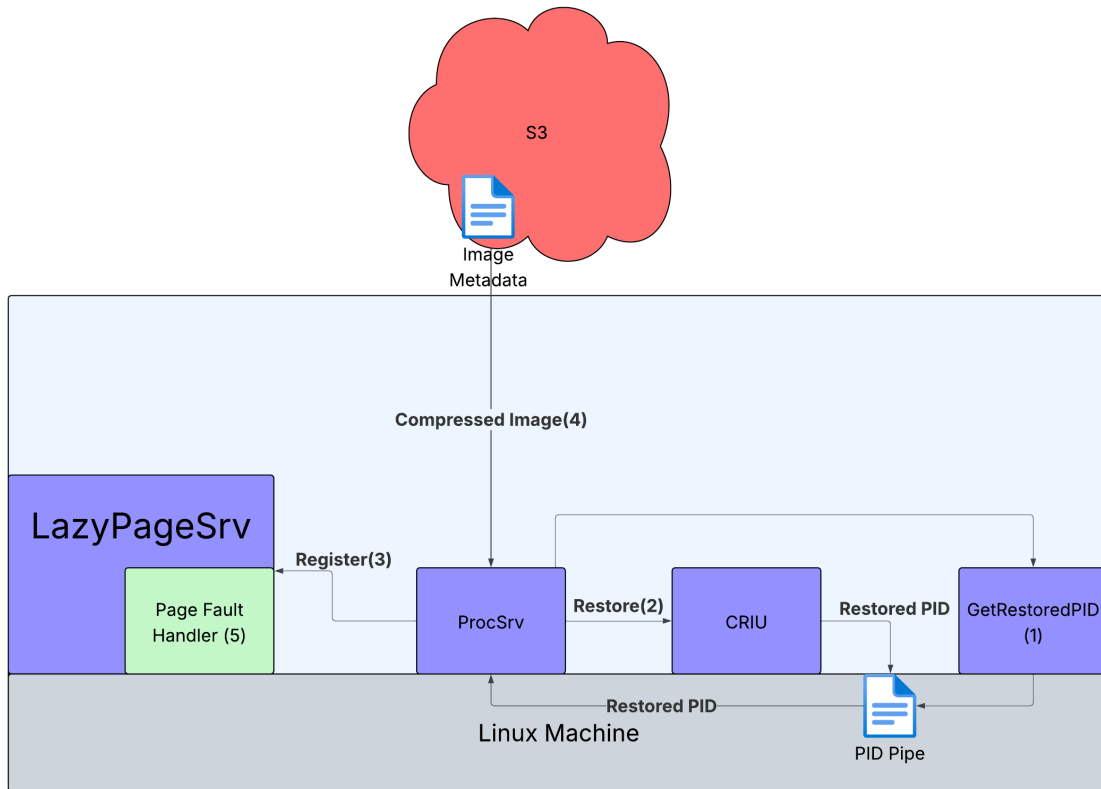 S3
Image
Metadata
Compressed Image(4)
LazyPageSrv
Register(3)
Page Fault
Handler (5)
ProcSrv
Restore(2)
CRIU
Restored PID
GetRestoredPID
(1)
Restored PID
Linux Machine
PID Pipe